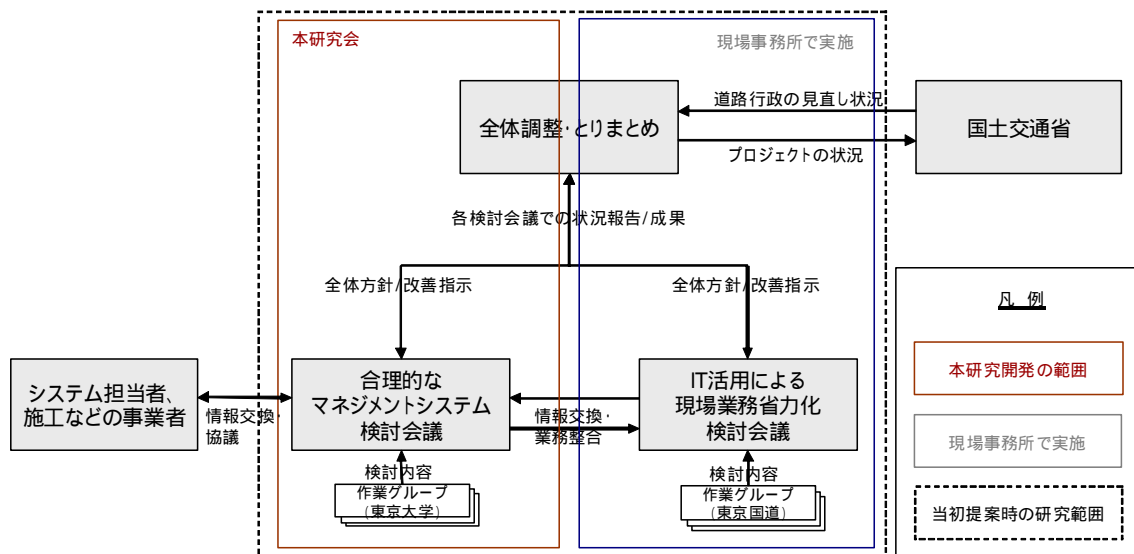 本研究会
現場事務所で実施
全体調整・とりまとめ
道路行政の見直し状況
プロジェクトの状況
国土交通省
各検討会議での状況報告/成果
全体方針/改善指示
全体方針/改善指示
凡 例
本研究開発の範囲
現場事務所で実施
当初提案時の研究範囲
システム担当者、
施工などの事業者
情報交換・
協議
合理的な
マネジメントシステム
検討会議
情報交換・
業務整合
IT活用による
現場業務省力化
検討会議
検討内容
作業グループ
(東京大学)
検討内容
作業グループ
(東京国道)